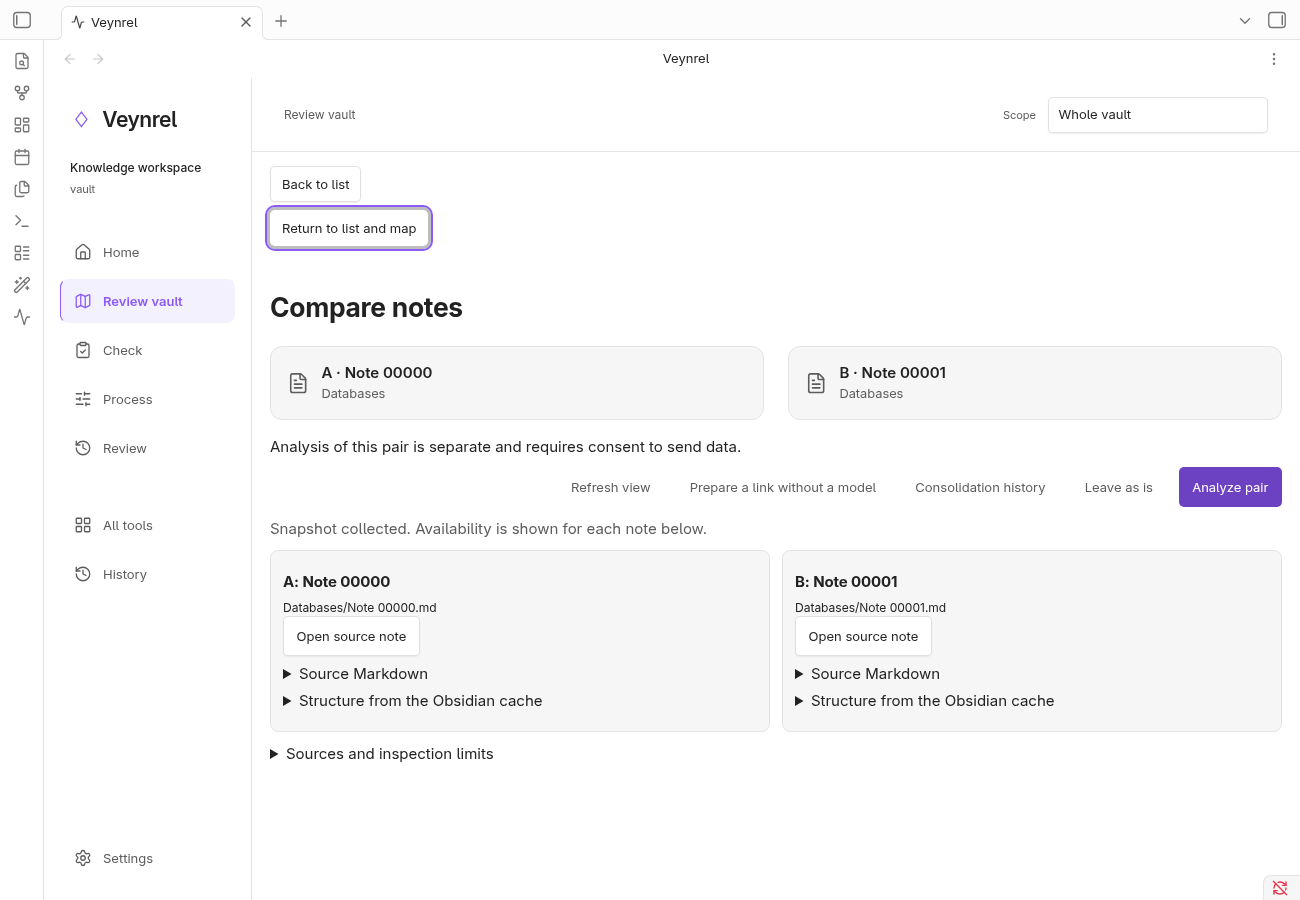 Veynrel
Veynrel
Veynrel
Knowledge workspace
vault
Home
Review vault
Check
Process
Review
All tools
History
Settings
Review vault
Scope
Whole vault
Back to list
Return to list and map
Compare notes
A · Note 00000
Databases
B · Note 00001
Databases
Analysis of this pair is separate and requires consent to send data.
Refresh view
Prepare a link without a model
Consolidation history
Leave as is
Analyze pair
Snapshot collected. Availability is shown for each note below.
A: Note 00000
Databases/Note 00000.md
Open source note
Source Markdown
Structure from the Obsidian cache
B: Note 00001
Databases/Note 00001.md
Open source note
Source Markdown
Structure from the Obsidian cache
Sources and inspection limits